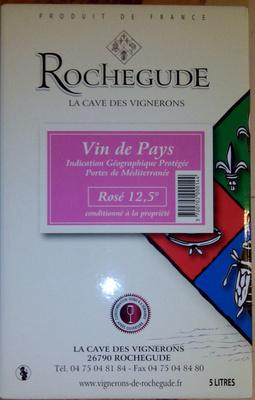 PRODUIT DE FRANCE
ROCHEGUDE
LA CAVE DES VIGNERONS
Vin de Pays
Indication Géographique Protégée
Portes de Méditerranée
Rosé 12,5°
conditionné à la propriété
LA CAVE DES VIGNERONS
26790 ROCHEGUDE
Tél. 04 75 04 81 84 - Fax 04 75 04 84 80
www.vignerons-de-rochegude.fr
5 LITRES